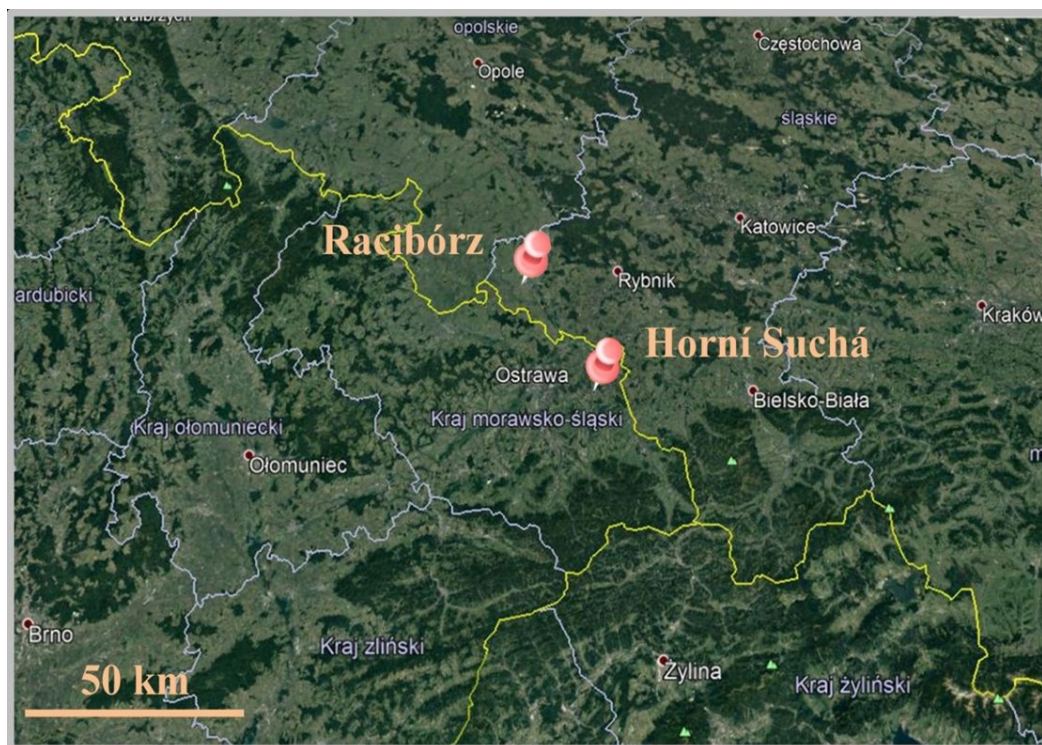 Wałbrzych
opolskie
Częstochowa
Opole
śląskie
Racibórz
Katowice
Rybnik
ardubicki
Kraków
Horní Suchá
Ostrawa
Bielsko-Biała
Kraj morawsko-śląski
Kraj ołomuniecki
Ołomuniec
m
Brno
Kraj zliński
Żylina
50 km
Kraj żyliński